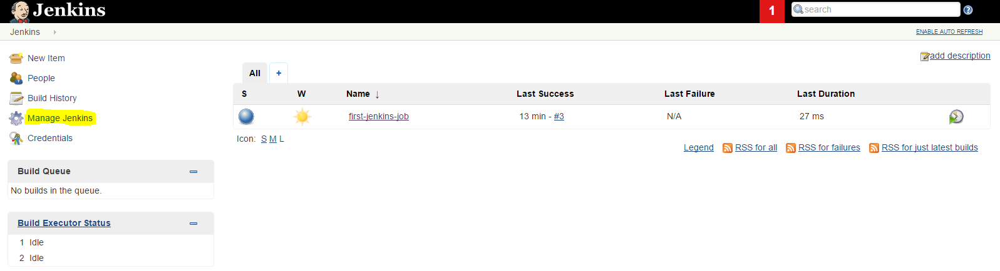 Jenkins
1
search
Jenkins
ENABLE AUTO REFRESH
New Item
People
Build History
Manage Jenkins
Credentials
Build Queue
No builds in the queue.
Build Executor Status
1 Idle
2 Idle
add description
All +
S W Name ↓ Last Success Last Failure Last Duration
first-jenkins-job 13 min - #3 N/A 27 ms
Icon: S M L
Legend RSS for all RSS for failures RSS for just latest builds